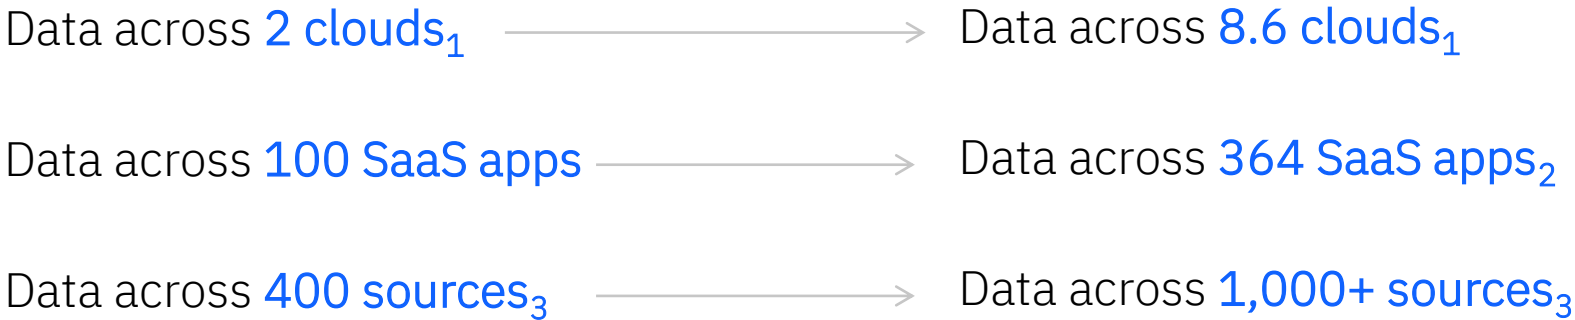 Data across 2 clouds₁ Data across 8.6 clouds₁
Data across 100 SaaS apps Data across 364 SaaS apps₂
Data across 400 sources₃ Data across 1,000+ sources₃